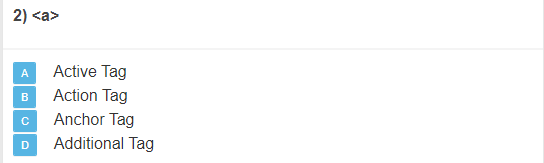 2) <a>
A Active Tag
B Action Tag
C Anchor Tag
D Additional Tag